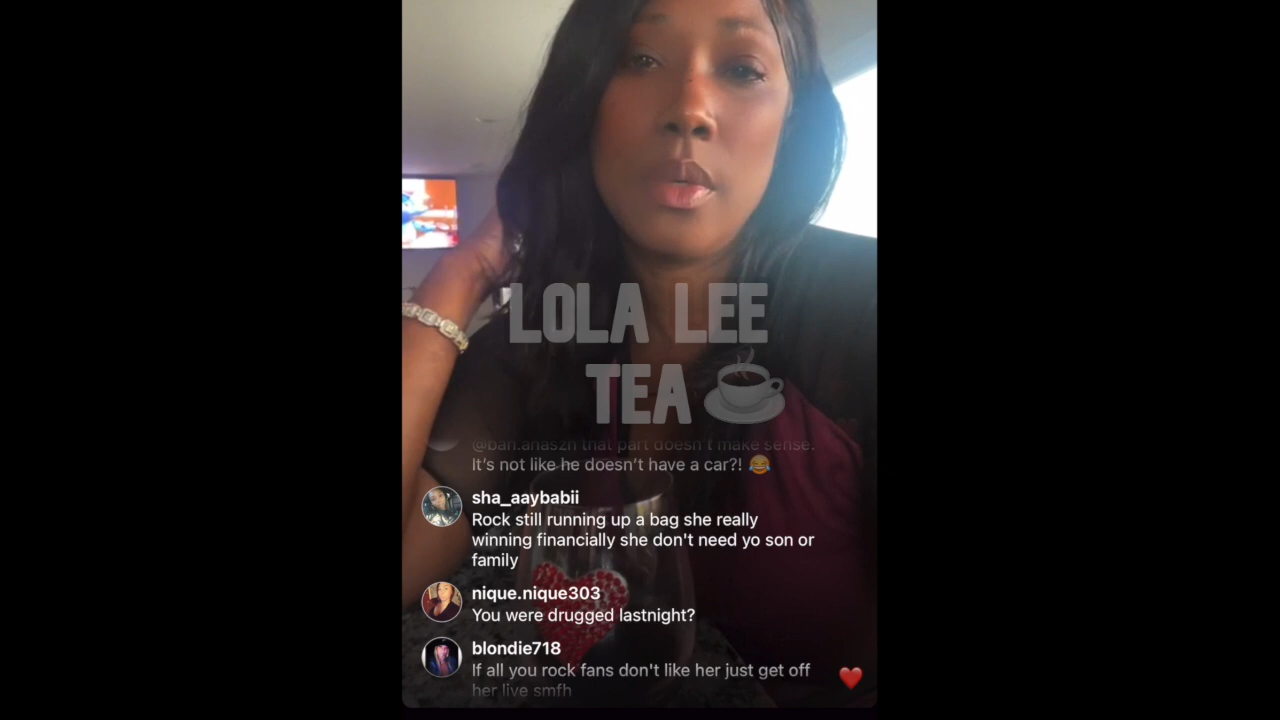 LOLA LEE
TEA
@ban.anaszn that part doesn't make sense.
It's not like he doesn't have a car?! 😂
sha_aaybabii
Rock still running up a bag she really
winning financially she don't need yo son or
family
nique.nique303
You were drugged lastnight?
blondie718
If all you rock fans don't like her just get off
her live smfh